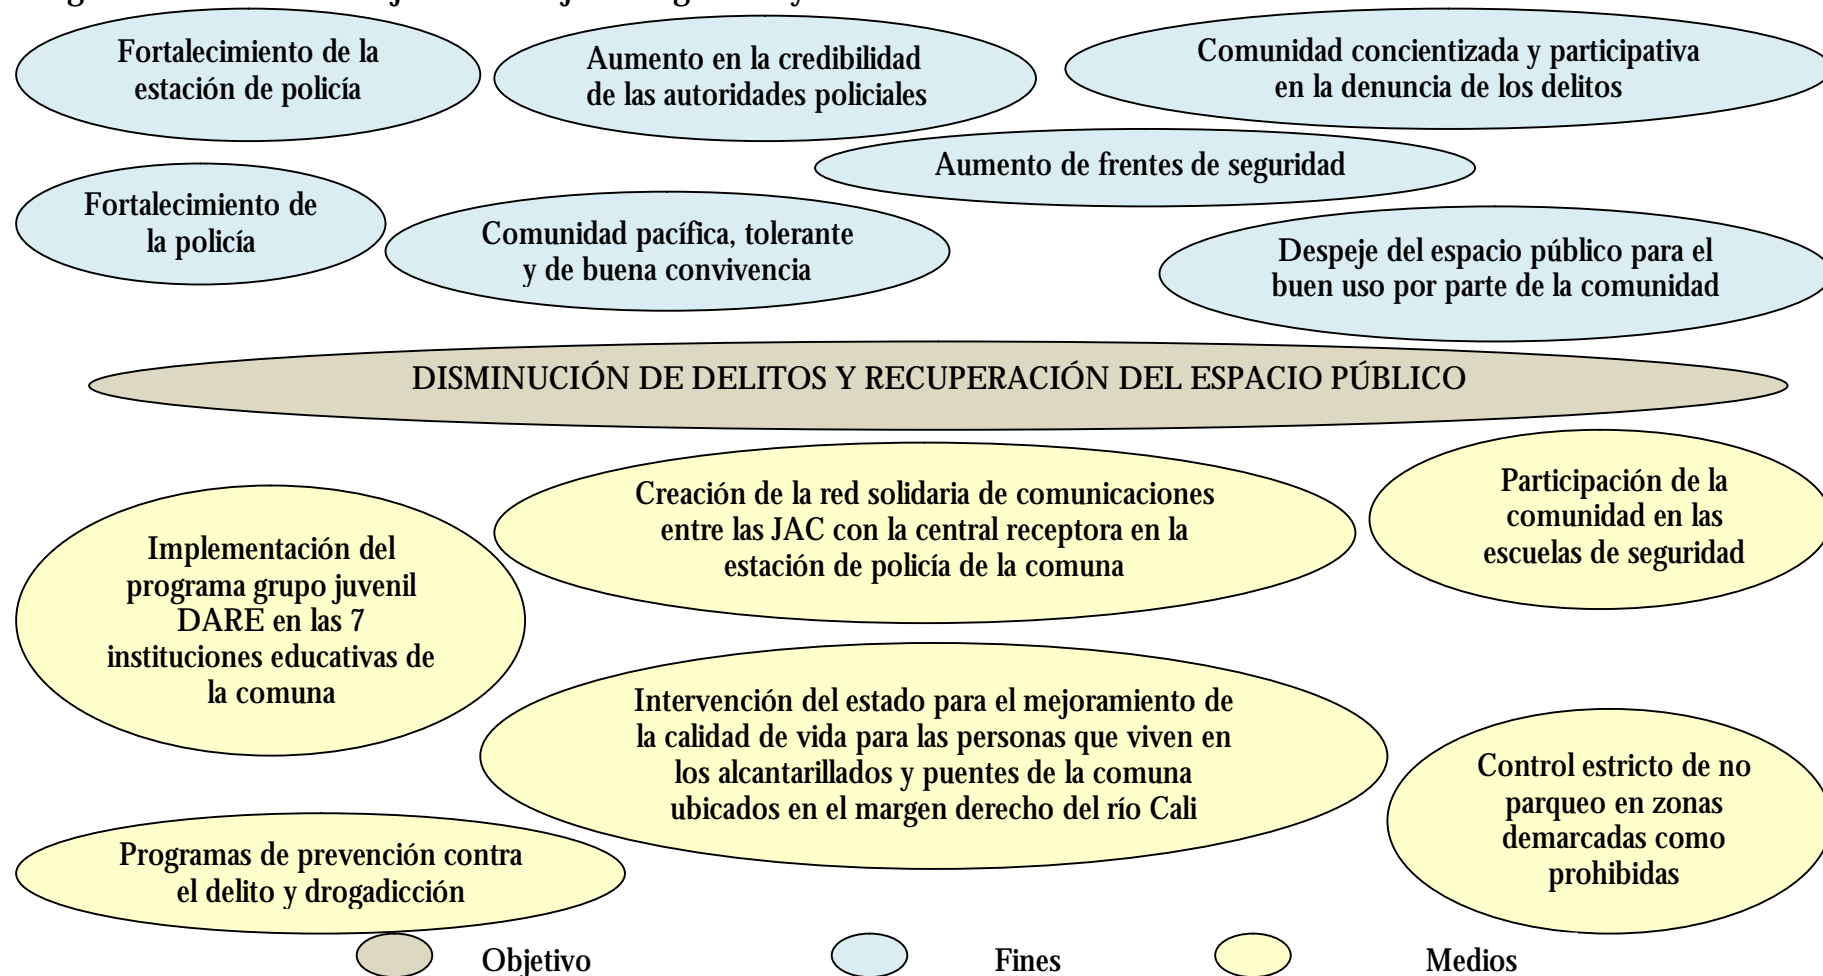 Fortalecimiento de la
estación de policía
Aumento en la credibilidad
de las autoridades policiales
Comunidad concientizada y participativa
en la denuncia de los delitos
Aumento de frentes de seguridad
Fortalecimiento de
la policía
Comunidad pacífica, tolerante
y de buena convivencia
Despeje del espacio público para el
buen uso por parte de la comunidad
DISMINUCIÓN DE DELITOS Y RECUPERACIÓN DEL ESPACIO PÚBLICO
Creación de la red solidaria de comunicaciones
entre las JAC con la central receptora en la
estación de policía de la comuna
Participación de la
comunidad en las
escuelas de seguridad
Implementación del
programa grupo juvenil
DARE en las 7
instituciones educativas de
la comuna
Intervención del estado para el mejoramiento de
la calidad de vida para las personas que viven en
los alcantarillados y puentes de la comuna
ubicados en el margen derecho del río Cali
Control estricto de no
parqueo en zonas
demarcadas como
prohibidas
Programas de prevención contra
el delito y drogadicción
Objetivo
Fines
Medios